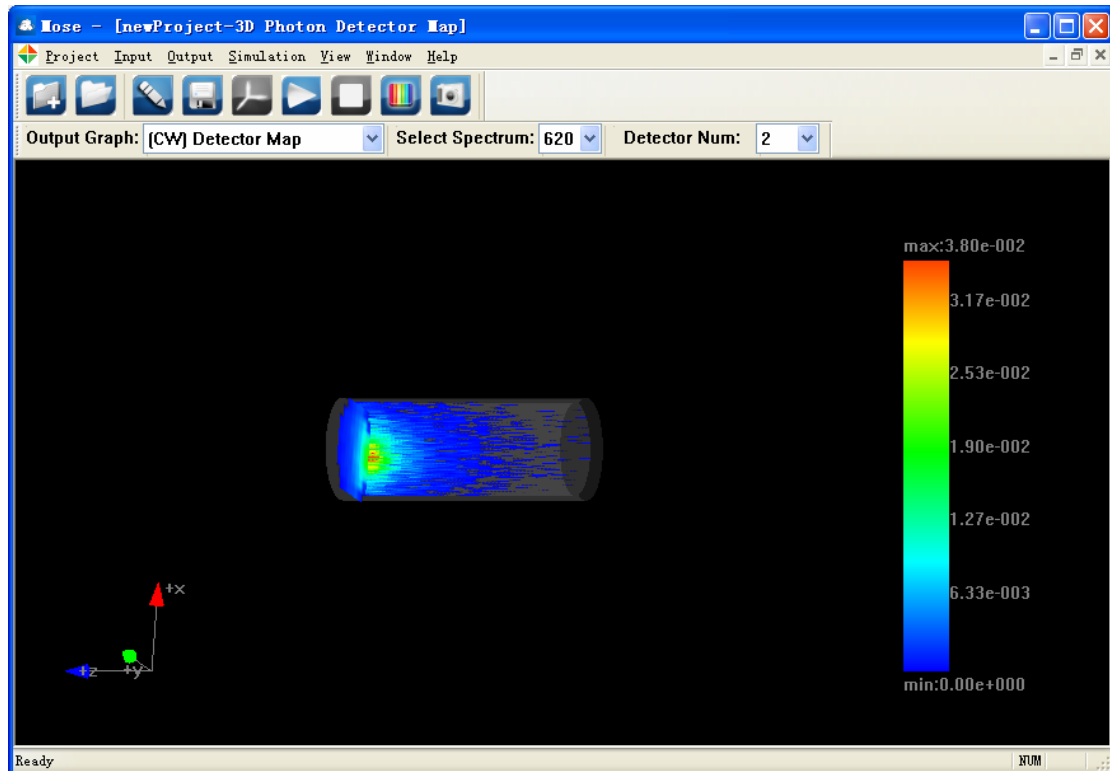 Mose - [newProject-3D Photon Detector Map]
Project Input Output Simulation View Window Help
Output Graph: (CW) Detector Map Select Spectrum: 620 Detector Num: 2
max:3.80e-002
3.17e-002
2.53e-002
1.90e-002
1.27e-002
6.33e-003
min:0.00e+000
+x
+z +y
Ready NUM